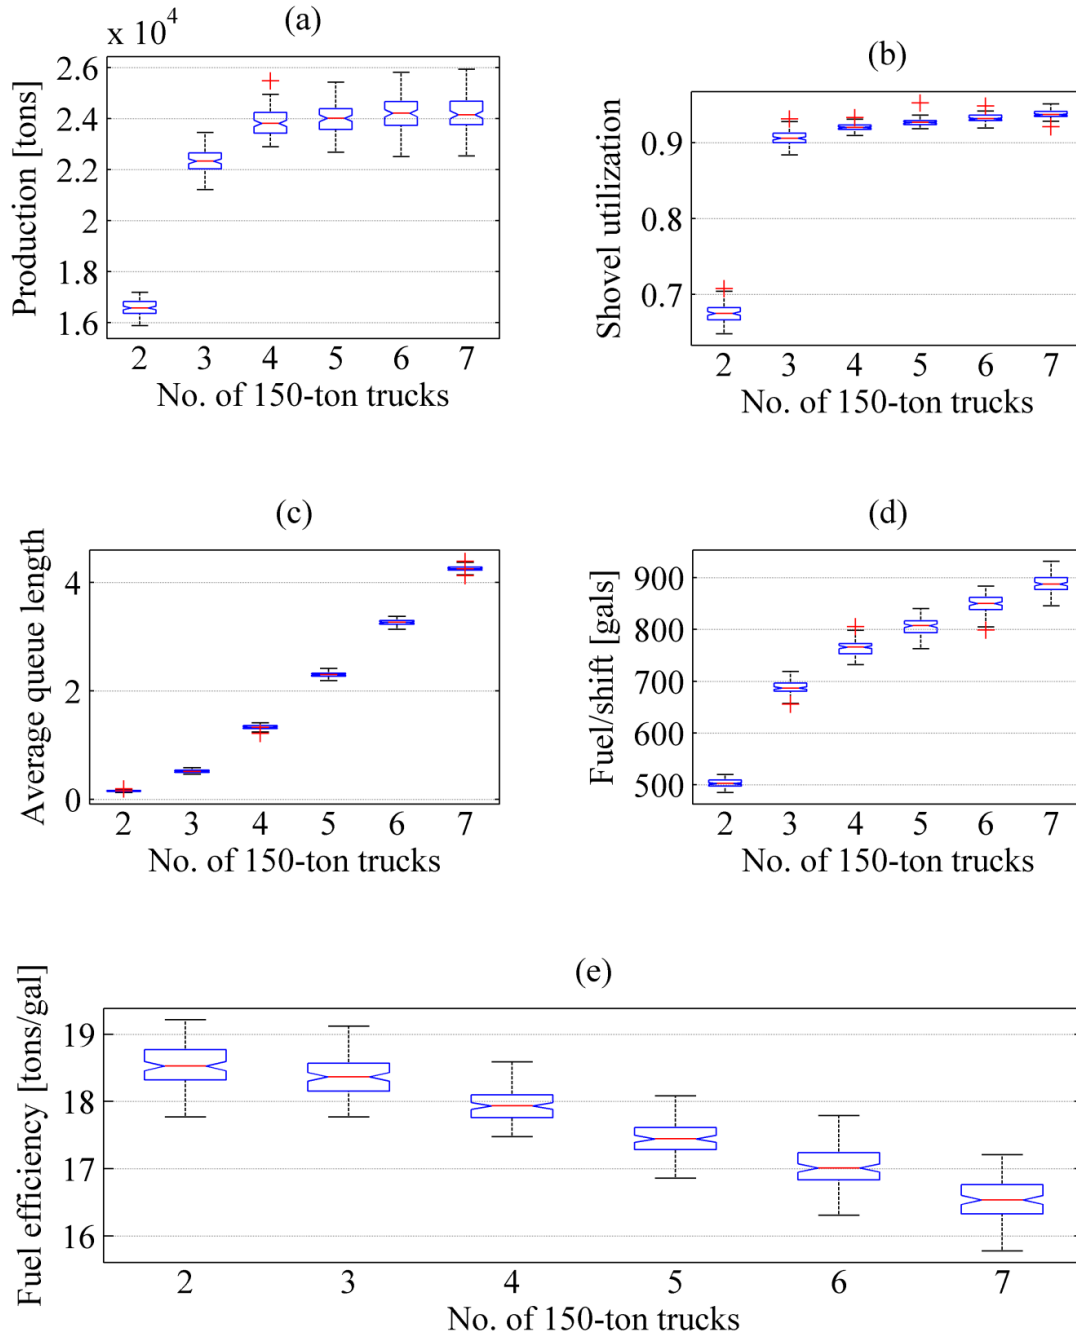 (a)
x 10^4
2.6
2.4
2.2
2
1.8
1.6
Production [tons]
2 3 4 5 6 7
No. of 150-ton trucks
(b)
0.9
0.8
0.7
Shovel utilization
2 3 4 5 6 7
No. of 150-ton trucks
(c)
4
2
0
Average queue length
2 3 4 5 6 7
No. of 150-ton trucks
(d)
900
800
700
600
500
Fuel/shift [gals]
2 3 4 5 6 7
No. of 150-ton trucks
(e)
19
18
17
16
Fuel efficiency [tons/gal]
2 3 4 5 6 7
No. of 150-ton trucks